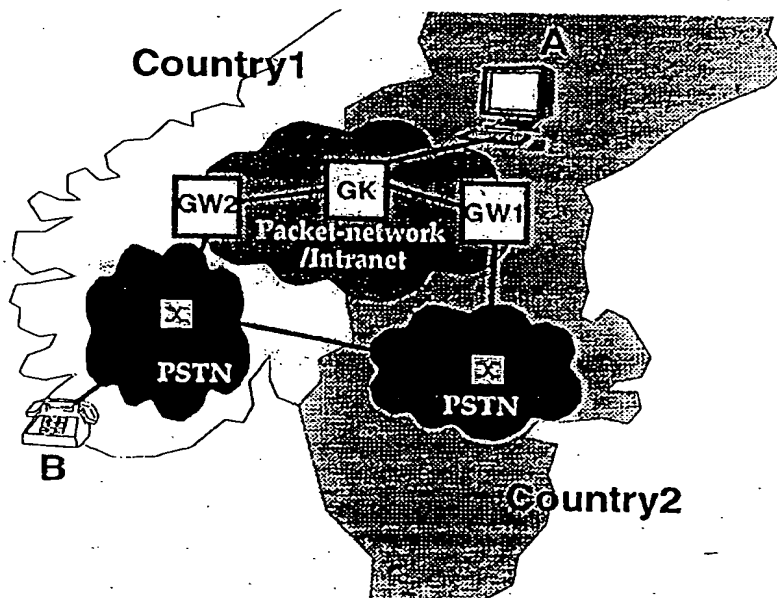 A
Country1
GK
GW2
GW1
Packet-network
/Intranet
PSTN
PSTN
B
Country2